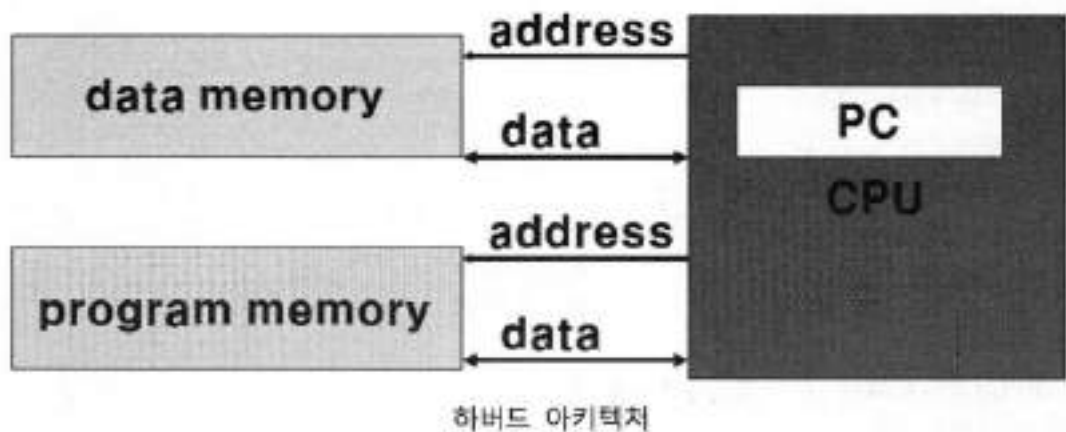 address
data memory
data
PC
CPU
address
program memory
data
하버드 아키텍처